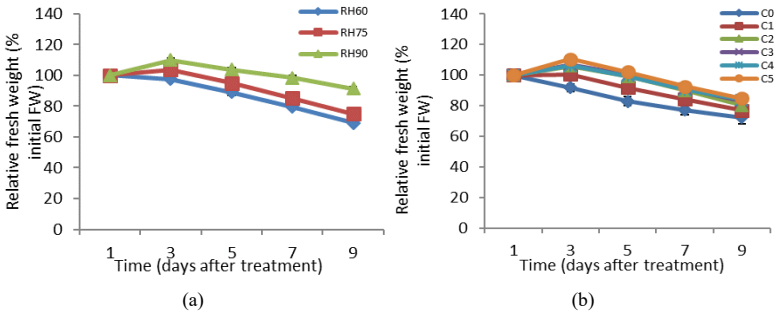 Relative fresh weight (%
initial FW)
140
120
100
80
60
40
20
0
RH60
RH75
RH90
1 3 5 7 9
Time (days after treatment)
(a)
Relative fresh weight (%
initial FW)
140
120
100
80
60
40
20
0
C0
C1
C2
C3
C4
C5
1 3 5 7 9
Time (days after treatment)
(b)